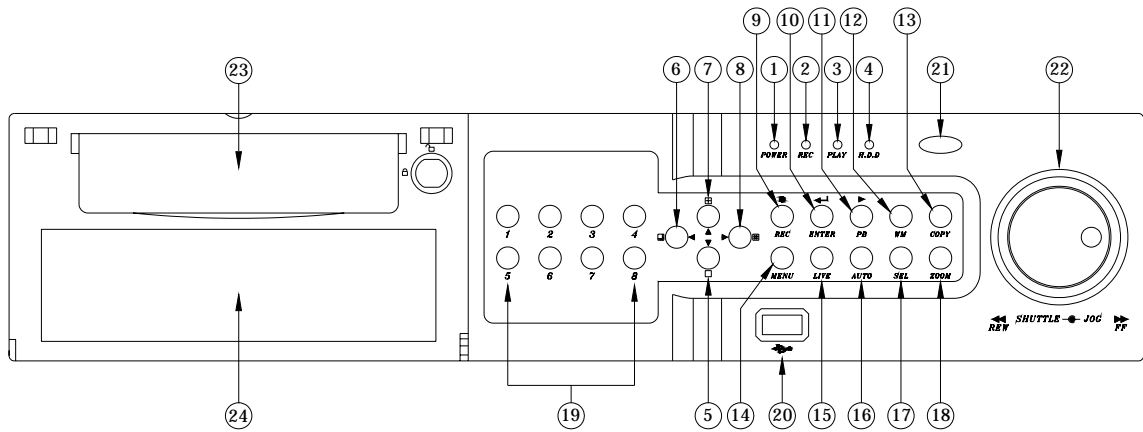 9 10 11 12 13
23 6 7 8 1 2 3 4 21 22
POWER REC PLAY H.D.D
1 2 3 4
REC ENTER PB WM COPY
5 6 7 8
MENU LIVE AUTO SEL ZOOM
REW SHUTTLE JOG FF
24 19 5 14 20 15 16 17 18